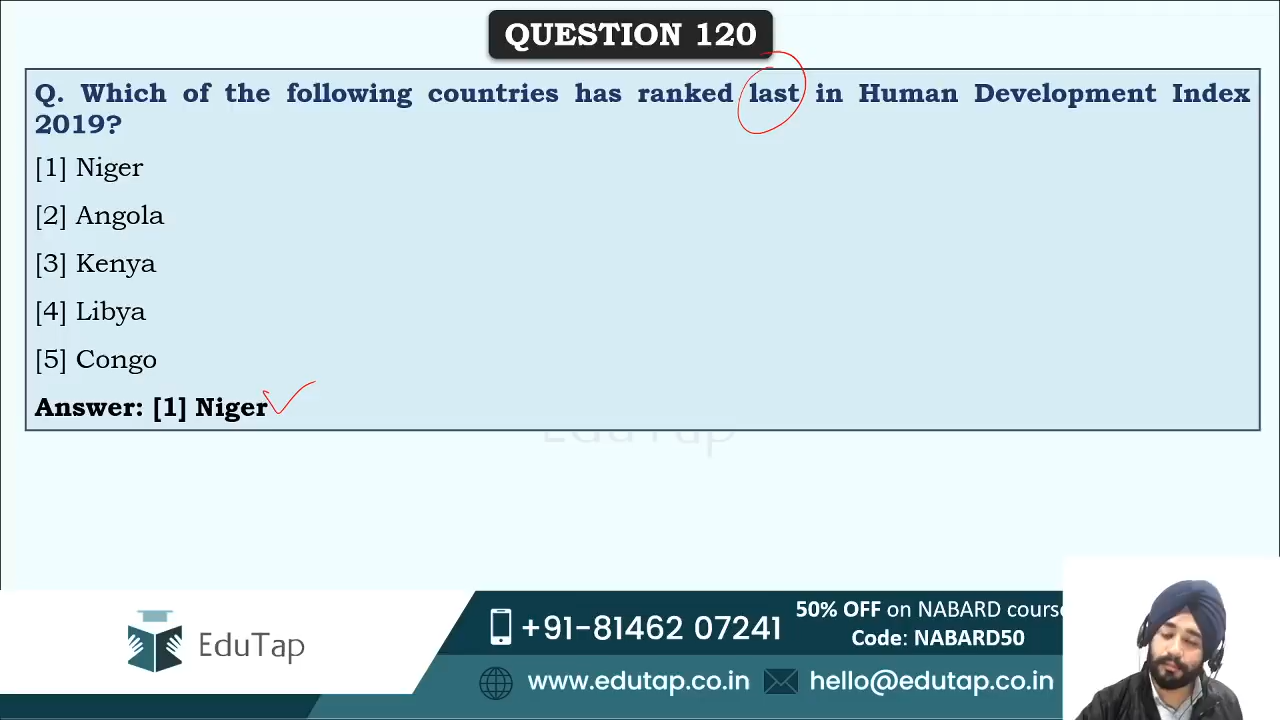 QUESTION 120
Q. Which of the following countries has ranked last in Human Development Index
2019?
[1] Niger
[2] Angola
[3] Kenya
[4] Libya
[5] Congo
Answer: [1] Niger
EduTap
EduTap
+91-81462 07241
50% OFF on NABARD course
Code: NABARD50
www.edutap.co.in
hello@edutap.co.in